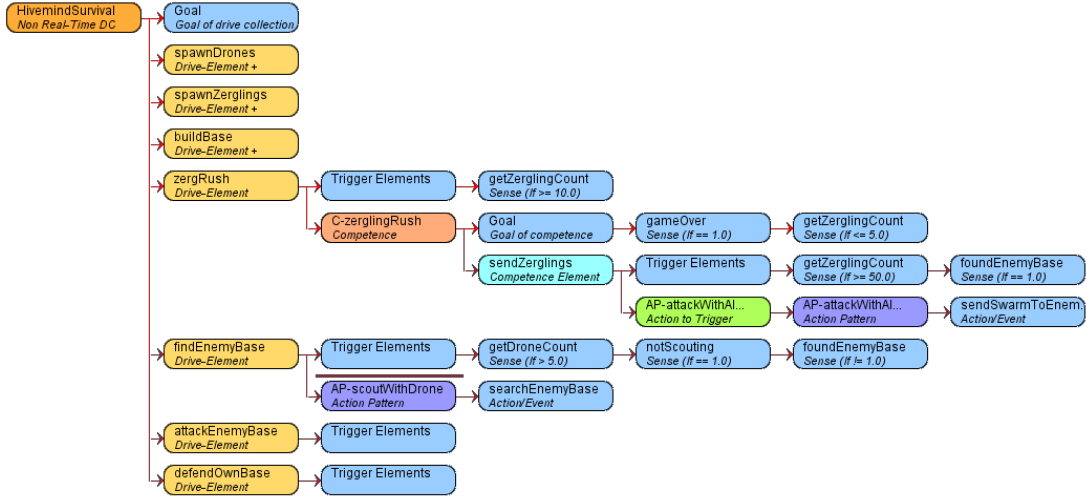 HivemindSurvival
Non Real-Time DC
Goal
Goal of drive collection
spawnDrones
Drive-Element +
spawnZerglings
Drive-Element +
buildBase
Drive-Element +
zergRush
Drive-Element
Trigger Elements
getZerglingCount
Sense (If >= 10.0)
C-zerglingRush
Competence
Goal
Goal of competence
gameOver
Sense (If == 1.0)
getZerglingCount
Sense (If <= 5.0)
sendZerglings
Competence Element
Trigger Elements
getZerglingCount
Sense (If >= 50.0)
foundEnemyBase
Sense (If == 1.0)
AP-attackWithAl...
Action to Trigger
AP-attackWithAl...
Action Pattern
sendSwarmToEnem...
Action/Event
findEnemyBase
Drive-Element
Trigger Elements
getDroneCount
Sense (If > 5.0)
notScouting
Sense (If == 1.0)
foundEnemyBase
Sense (If != 1.0)
AP-scoutWithDrone
Action Pattern
searchEnemyBase
Action/Event
attackEnemyBase
Drive-Element
Trigger Elements
defendOwnBase
Drive-Element
Trigger Elements